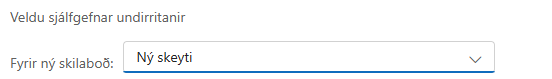 Veldu sjálfgefnar undirritanir
Fyrir ný skilaboð: Ný skeyti